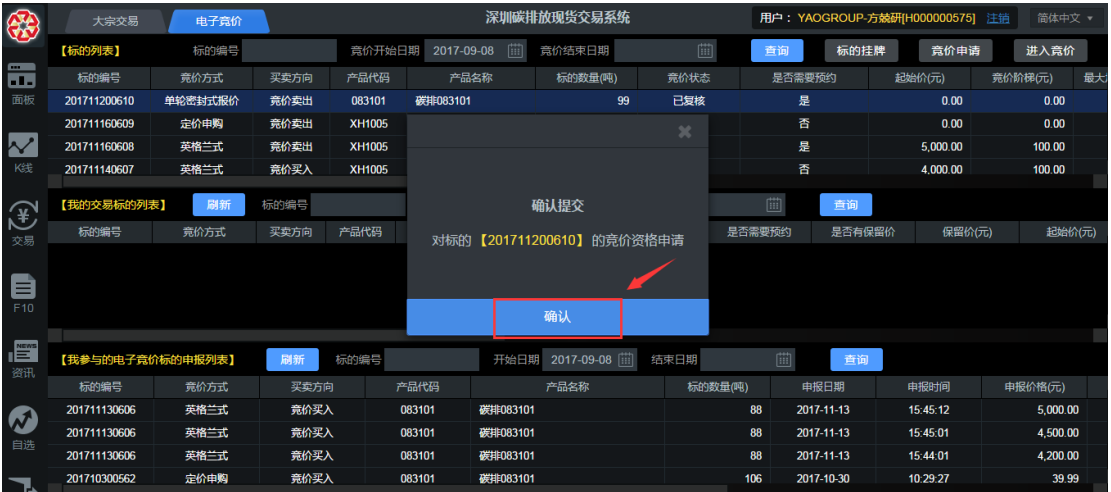 大宗交易 电子竞价 深圳碳排放现货交易系统 用户： YAOGROUP-方兢研[H000000575] 注销 简体中文
【标的列表】 标的编号 竞价开始日期 2017-09-08 竞价结束日期 查询 标的挂牌 竞价申请 进入竞价
标的编号 竞价方式 买卖方向 产品代码 产品名称 标的数量(吨) 竞价状态 是否需要预约 起始价(元) 竞价阶梯(元)
面板
201711200610 单轮密封式报价 竞价卖出 083101 碳排083101 99 已复核 是 0.00 0.00
201711160609 定价申购 竞价卖出 XH1005 否 0.00 0.00
201711160608 英格兰式 竞价卖出 XH1005 是 5,000.00 100.00
K线
201711140607 英格兰式 竞价买入 XH1005 否 4,000.00 100.00
【我的交易标的列表】 刷新 标的编号 查询
交易
标的编号 竞价方式 买卖方向 产品代码 是否需要预约 是否有保留价 保留价(元) 起始价(元)
确认提交
对标的【201711200610】的竞价资格申请
确认
F10
NEWS
资讯
【我参与的电子竞价标的申报列表】 刷新 标的编号 开始日期 2017-09-08 结束日期 查询
标的编号 竞价方式 买卖方向 产品代码 产品名称 标的数量(吨) 申报日期 申报时间 申报价格(元)
201711130606 英格兰式 竞价买入 083101 碳排083101 88 2017-11-13 15:45:12 5,000.00
201711130606 英格兰式 竞价买入 083101 碳排083101 88 2017-11-13 15:45:01 4,500.00
自选
201711130606 英格兰式 竞价买入 083101 碳排083101 88 2017-11-13 15:44:01 4,200.00
201710300562 定价申购 竞价买入 083101 碳排083101 106 2017-10-30 10:29:27 39.99